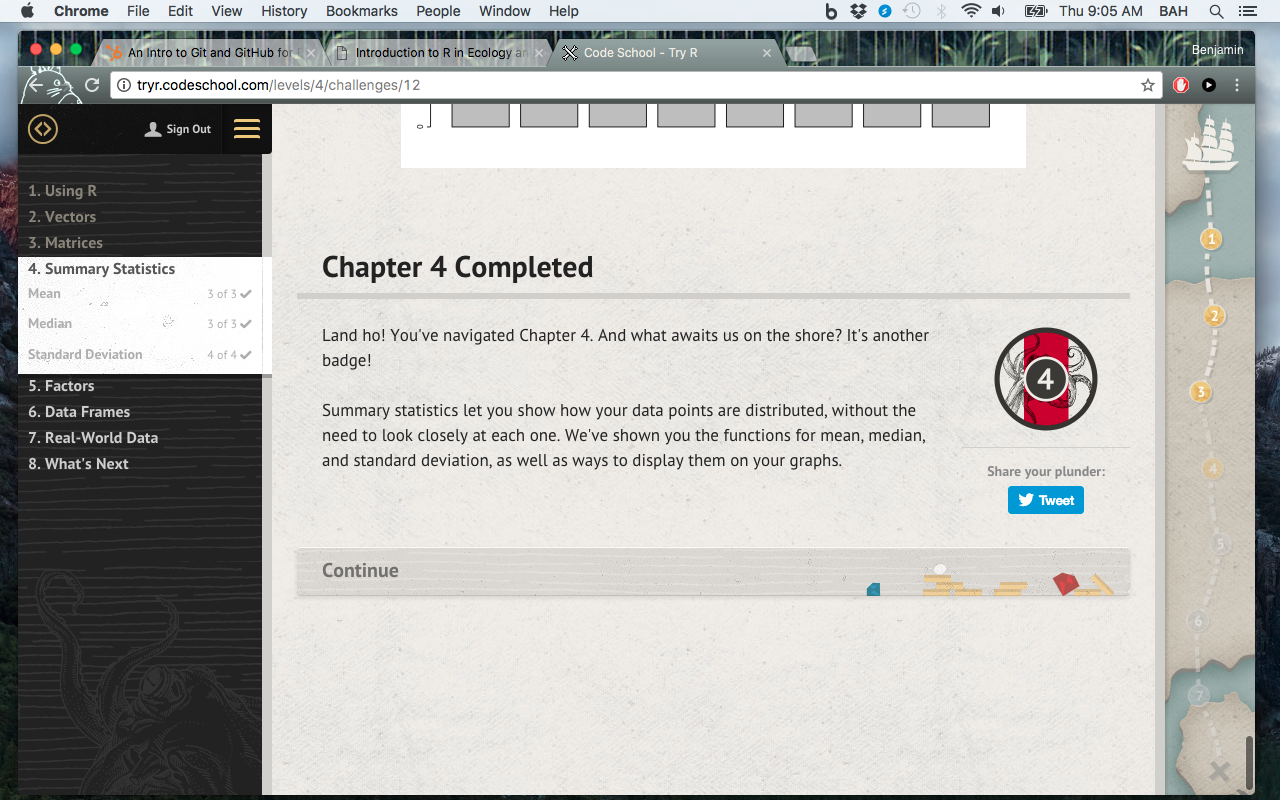 Chrome File Edit View History Bookmarks People Window Help Thu 9:05 AM BAH
An Intro to Git and GitHub for
Introduction to R in Ecology an
Code School - Try R
Benjamin
tryr.codeschool.com/levels/4/challenges/12
Sign Out
1. Using R
2. Vectors
3. Matrices
4. Summary Statistics
Mean 3 of 3
Median 3 of 3
Standard Deviation 4 of 4
5. Factors
6. Data Frames
7. Real-World Data
8. What's Next
0
Chapter 4 Completed
Land ho! You've navigated Chapter 4. And what awaits us on the shore? It's another
badge!
Summary statistics let you show how your data points are distributed, without the
need to look closely at each one. We've shown you the functions for mean, median,
and standard deviation, as well as ways to display them on your graphs.
4
Share your plunder:
Tweet
Continue
1
2
3
4
5
6
7